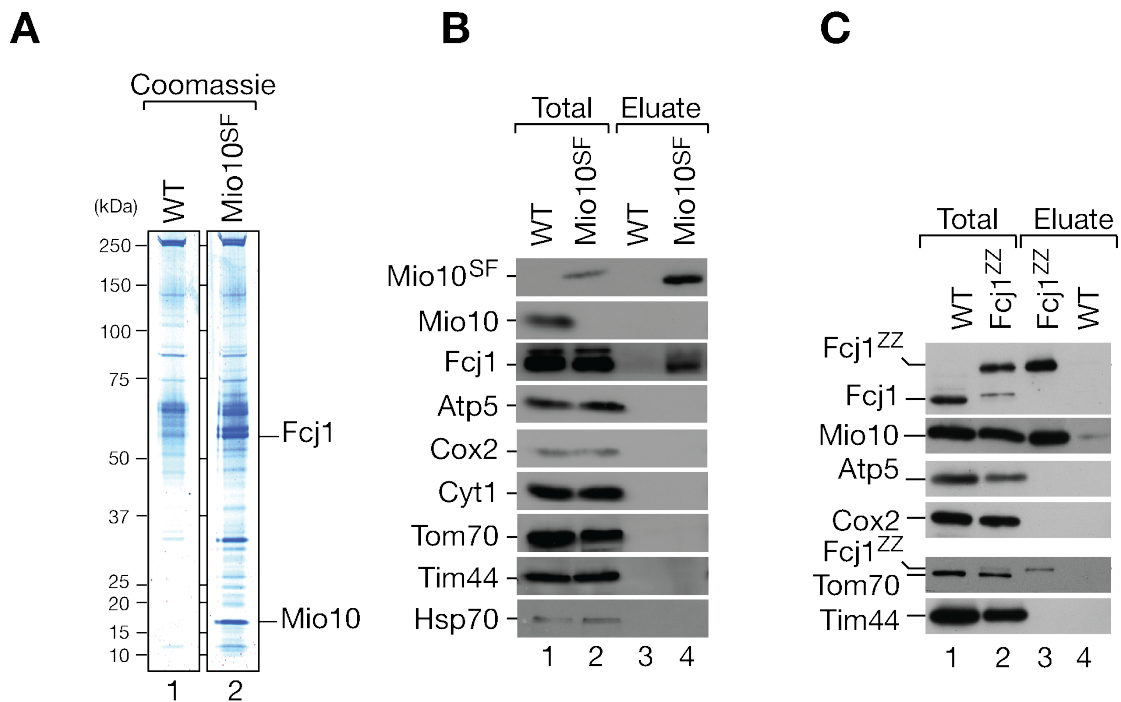 A
Coomassie
WT
Mio10SF
(kDa)
250
150
100
75
50
37
25
20
15
10
Fcj1
Mio10
1 2
B
Total Eluate
WT
Mio10SF
WT
Mio10SF
Mio10SF
Mio10
Fcj1
Atp5
Cox2
Cyt1
Tom70
Tim44
Hsp70
1 2 3 4
C
Total Eluate
WT
Fcj1ZZ
Fcj1ZZ
WT
Fcj1ZZ
Fcj1
Mio10
Atp5
Cox2
Fcj1ZZ
Tom70
Tim44
1 2 3 4